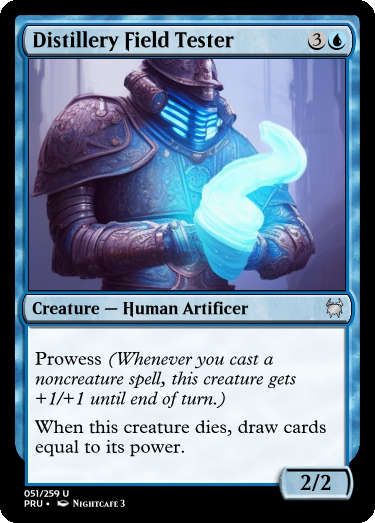 Distillery Field Tester 3
Creature — Human Artificer
Prowess (Whenever you cast a
noncreature spell, this creature gets
+1/+1 until end of turn.)
When this creature dies, draw cards
equal to its power.
2/2
051/259 U
PRU • Nightcafe 3